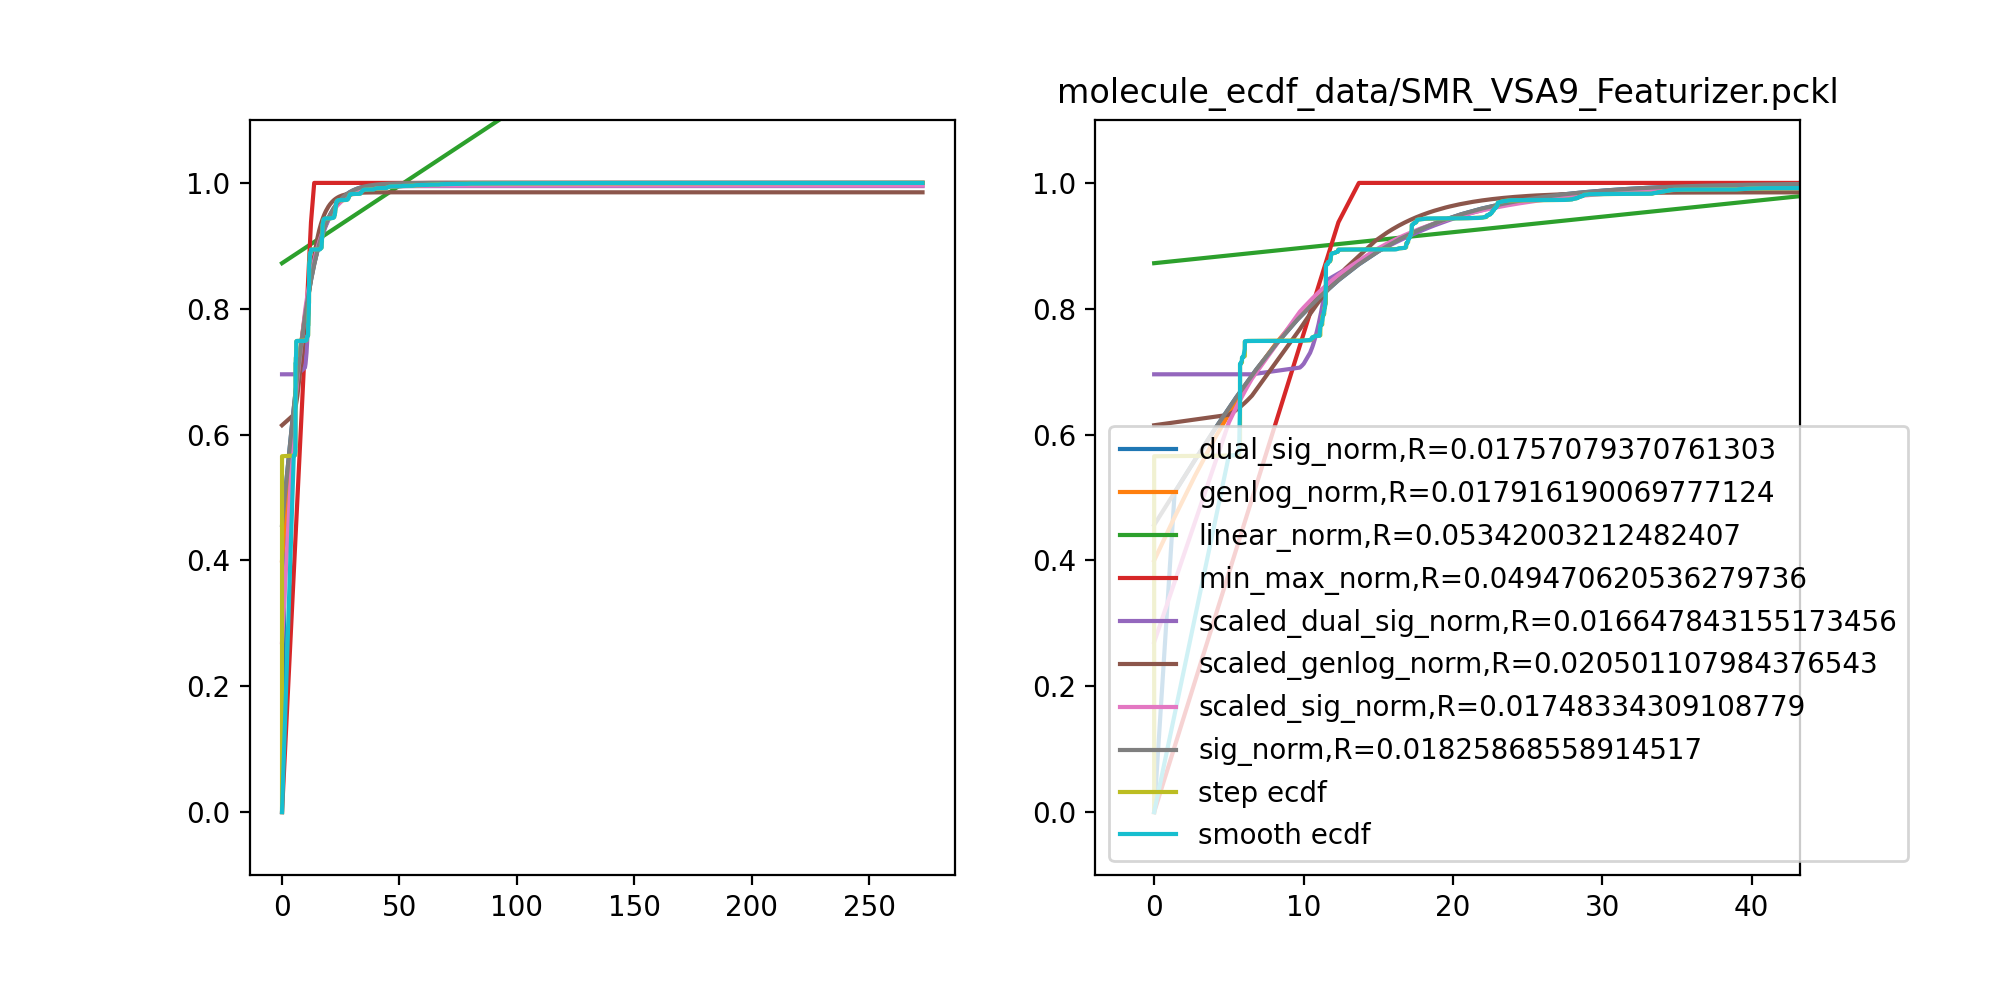 molecule_ecdf_data/SMR_VSA9_Featurizer.pckl
1.0
0.8
0.6
0.4
0.2
0.0
0 50 100 150 200 250
1.0
0.8
0.6
0.4
0.2
0.0
0 10 20 30 40
dual_sig_norm,R=0.01757079370761303
genlog_norm,R=0.017916190069777124
linear_norm,R=0.05342003212482407
min_max_norm,R=0.049470620536279736
scaled_dual_sig_norm,R=0.016647843155173456
scaled_genlog_norm,R=0.020501107984376543
scaled_sig_norm,R=0.01748334309108779
sig_norm,R=0.01825868558914517
step ecdf
smooth ecdf